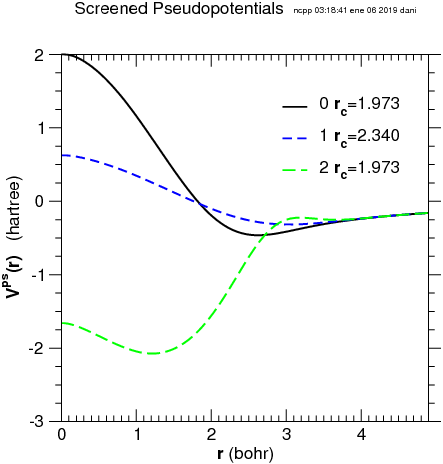 Screened Pseudopotentials ncpp 03:18:41 ene 06 2019 dani
2
1
0
-1
-2
-3
V^ps(r) (hartree)
0 r_c=1.973
1 r_c=2.340
2 r_c=1.973
0 1 2 3 4
r (bohr)